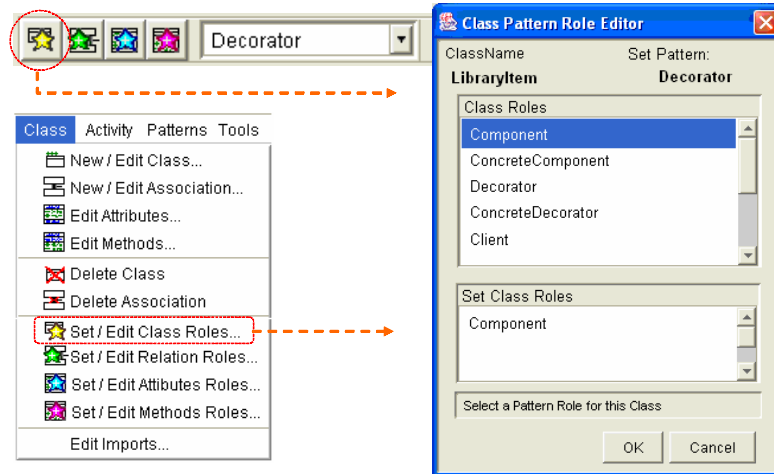 Decorator
Class Activity Patterns Tools
New / Edit Class...
New / Edit Association...
Edit Attributes...
Edit Methods...
Delete Class
Delete Association
Set / Edit Class Roles...
Set / Edit Relation Roles...
Set / Edit Attibutes Roles...
Set / Edit Methods Roles...
Edit Imports...
Class Pattern Role Editor
ClassName Set Pattern:
LibraryItem Decorator
Class Roles
Component
ConcreteComponent
Decorator
ConcreteDecorator
Client
Set Class Roles
Component
Select a Pattern Role for this Class
OK Cancel